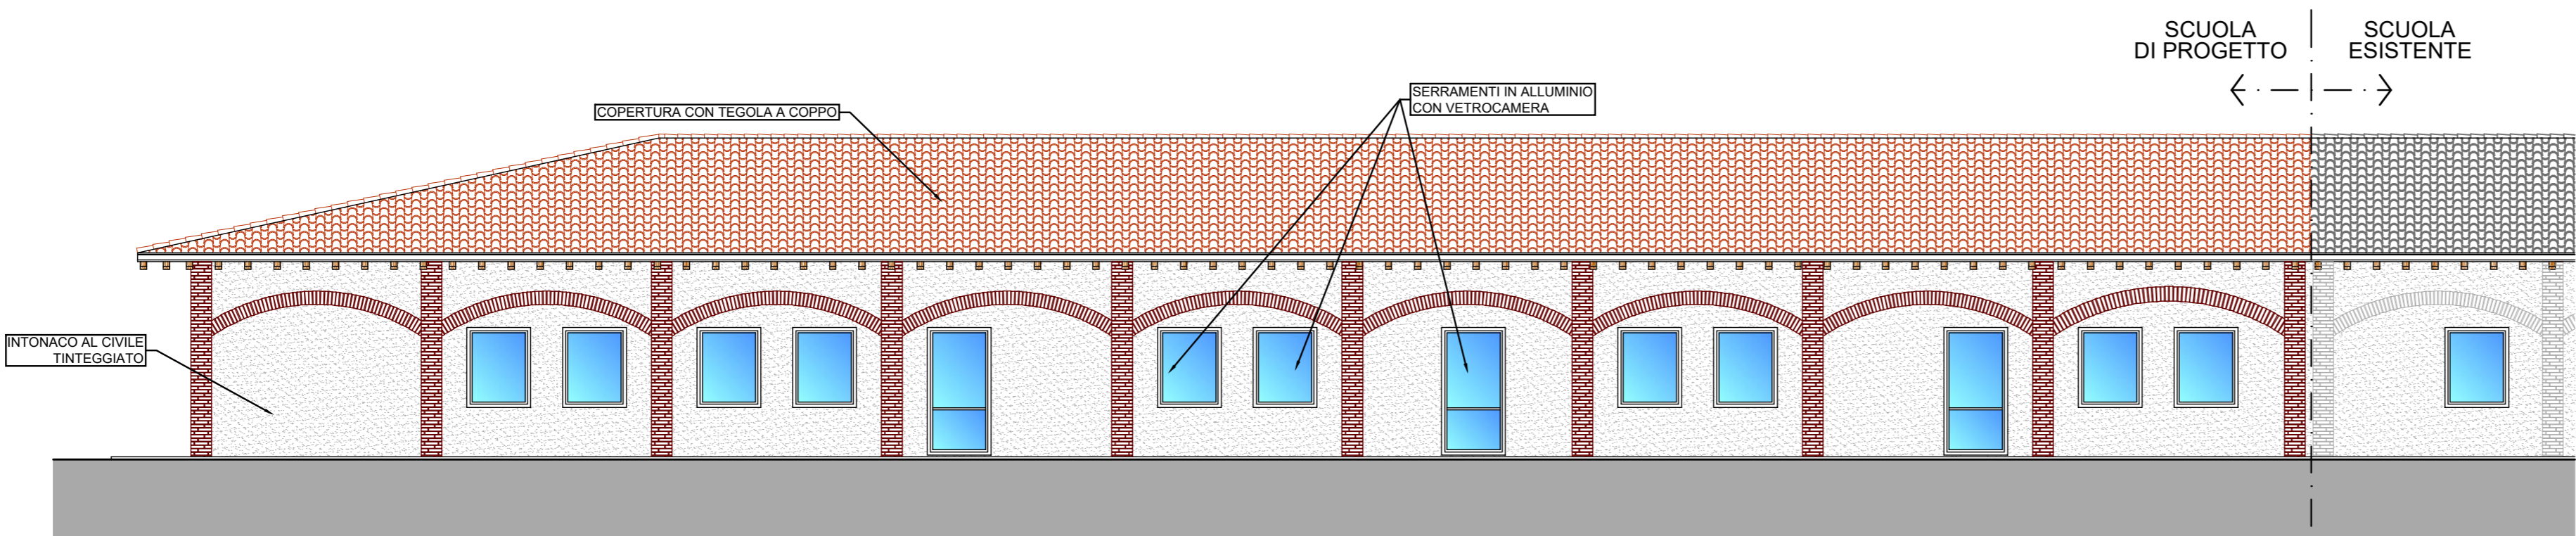 SCUOLA
DI PROGETTO
SCUOLA
ESISTENTE
SERRAMENTI IN ALLUMINIO
CON VETROCAMERA
COPERTURA CON TEGOLA A COPPO
INTONACO AL CIVILE
TINTEGGIATO